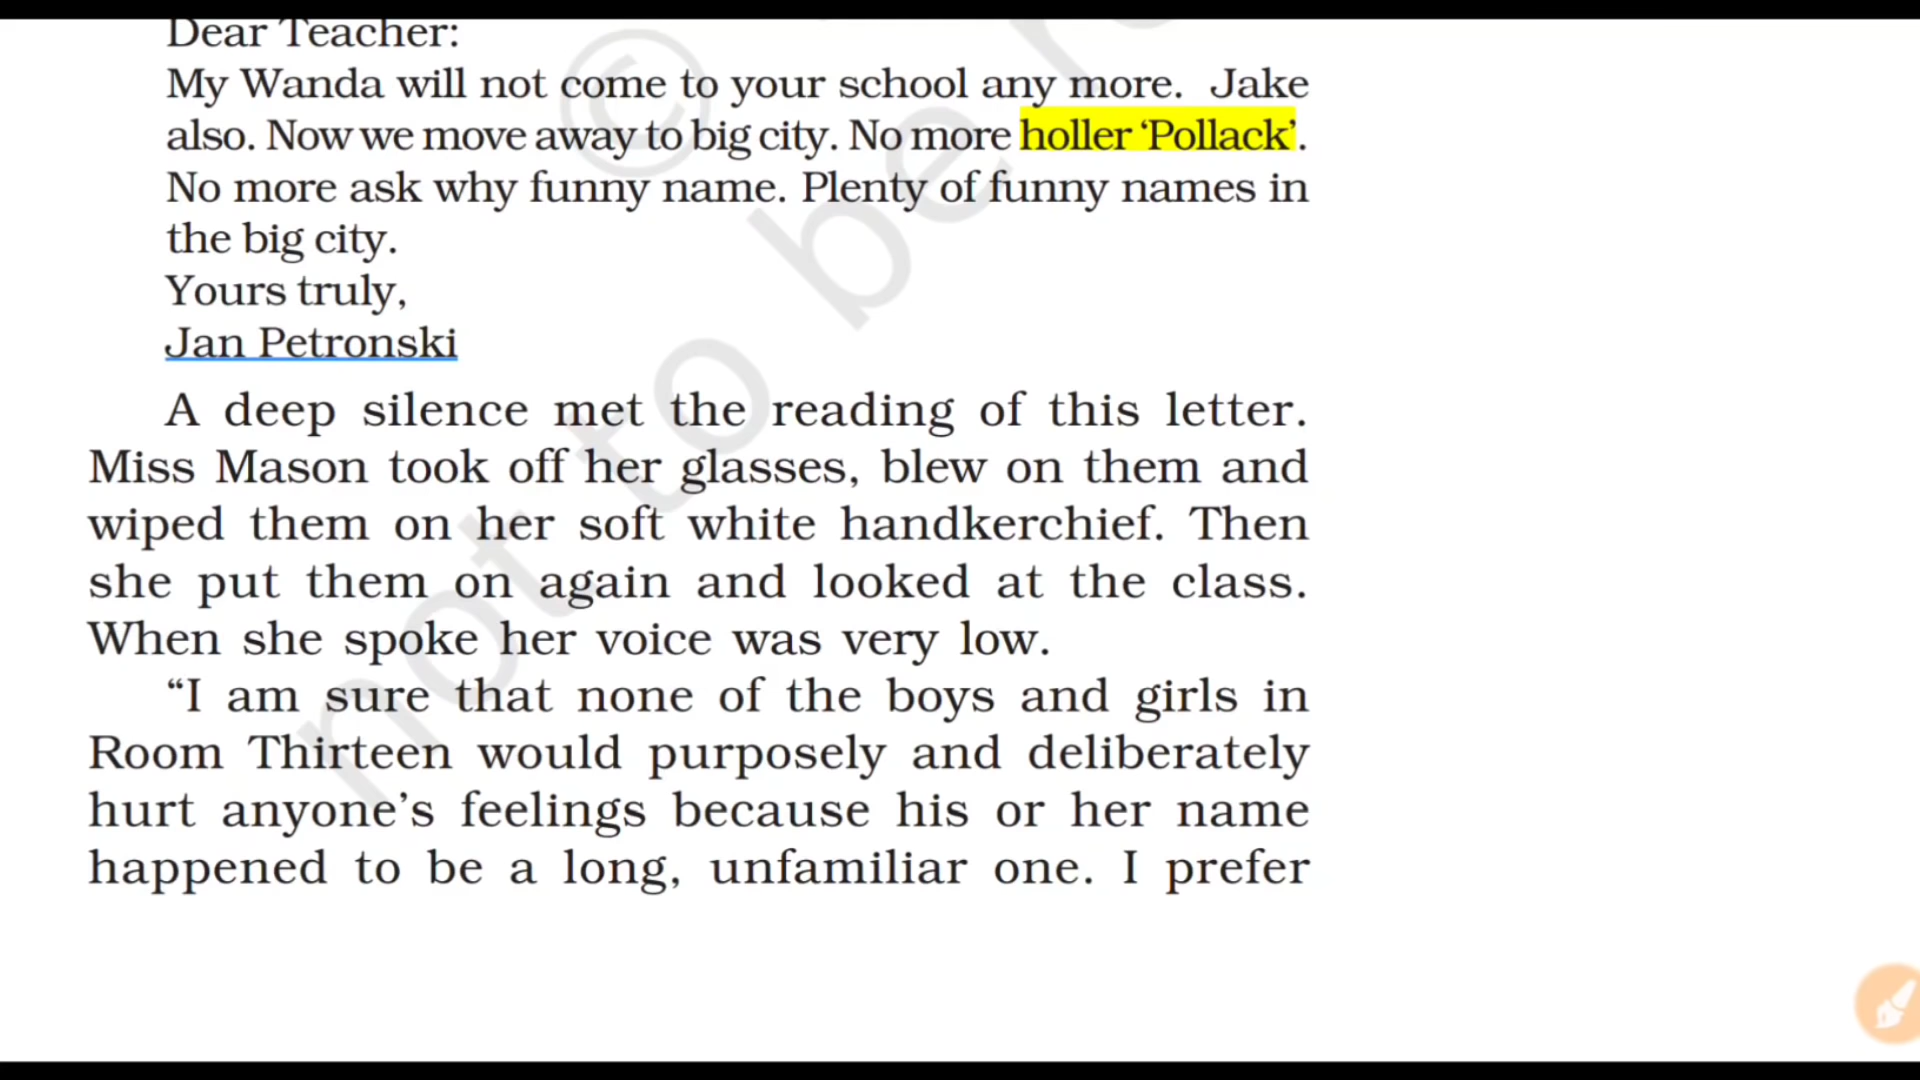 Dear Teacher:
My Wanda will not come to your school any more. Jake
also. Now we move away to big city. No more holler ‘Pollack’.
No more ask why funny name. Plenty of funny names in
the big city.
Yours truly,
Jan Petronski
A deep silence met the reading of this letter.
Miss Mason took off her glasses, blew on them and
wiped them on her soft white handkerchief. Then
she put them on again and looked at the class.
When she spoke her voice was very low.
“I am sure that none of the boys and girls in
Room Thirteen would purposely and deliberately
hurt anyone’s feelings because his or her name
happened to be a long, unfamiliar one. I prefer
© not to be r